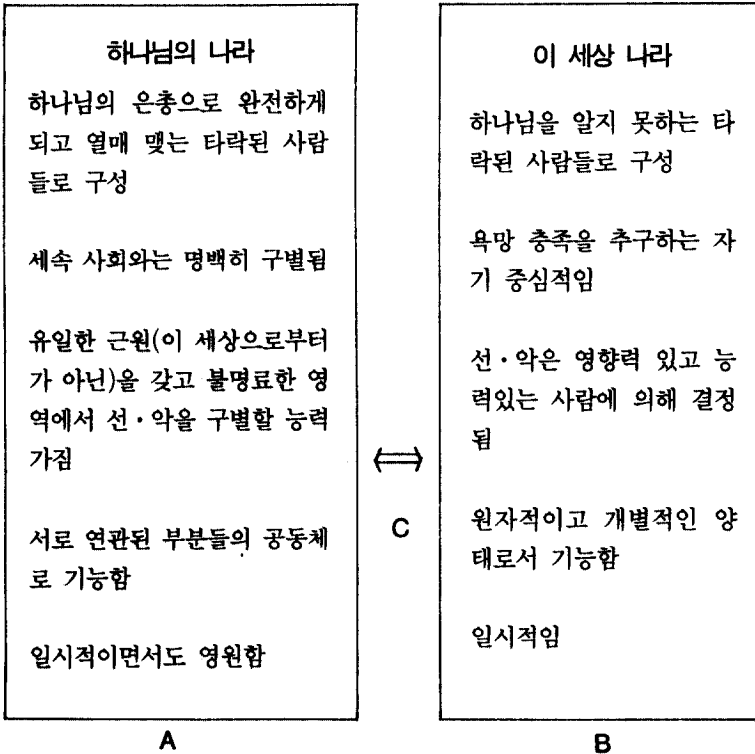 하나님의 나라
하나님의 은총으로 완전하게
되고 열매 맺는 타락된 사람
들로 구성
세속 사회와는 명백히 구별됨
유일한 근원(이 세상으로부터
가 아닌)을 갖고 불명료한 영
역에서 선·악을 구별할 능력
가짐
서로 연관된 부분들의 공동체
로 기능함
일시적이면서도 영원함
A
⇔
C
이 세상 나라
하나님을 알지 못하는 타
락된 사람들로 구성
욕망 충족을 추구하는 자
기 중심적임
선·악은 영향력 있고 능
력있는 사람에 의해 결정
됨
원자적이고 개별적인 양
태로서 기능함
일시적임
B